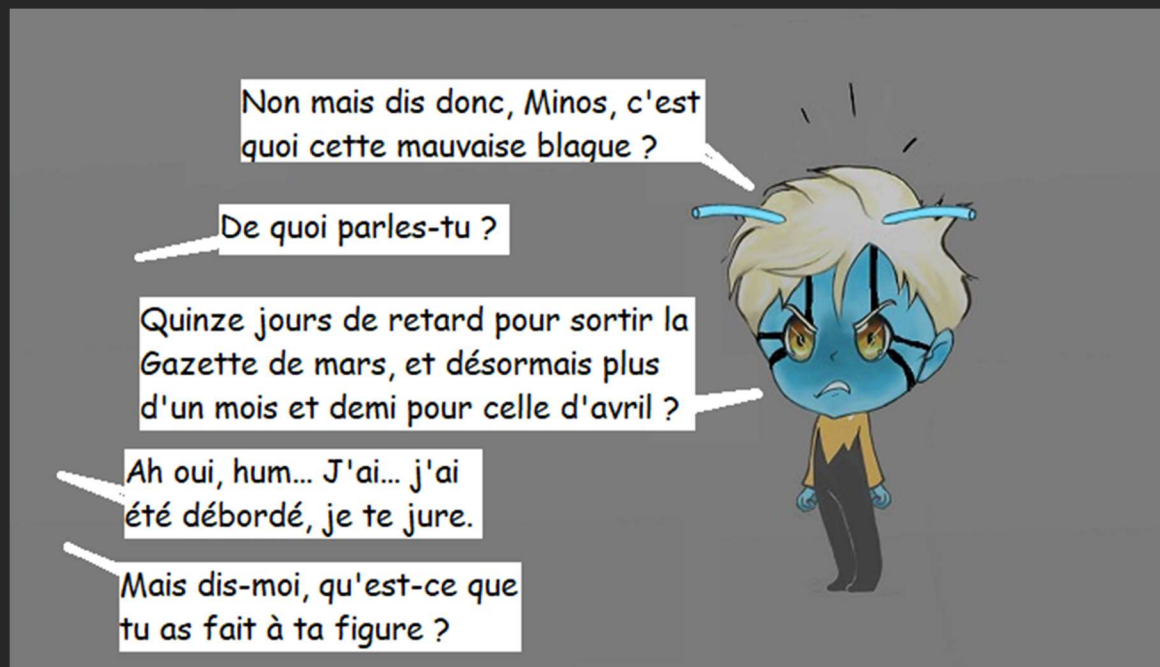 Non mais dis donc, Minos, c'est
quoi cette mauvaise blague ?
De quoi parles-tu ?
Quinze jours de retard pour sortir la
Gazette de mars, et désormais plus
d'un mois et demi pour celle d'avril ?
Ah oui, hum... J'ai... j'ai
été débordé, je te jure.
Mais dis-moi, qu'est-ce que
tu as fait à ta figure ?